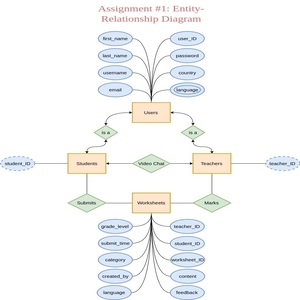 Assignment #1: Entity-
Relationship Diagram
first_name
user_ID
last_name
password
username
country
email
language
Users
is a
is a
student_ID
Students
Video Chat
Teachers
teacher_ID
Submits
Worksheets
Marks
grade_level
teacher_ID
submit_time
student_ID
category
worksheet_ID
created_by
content
language
feedback